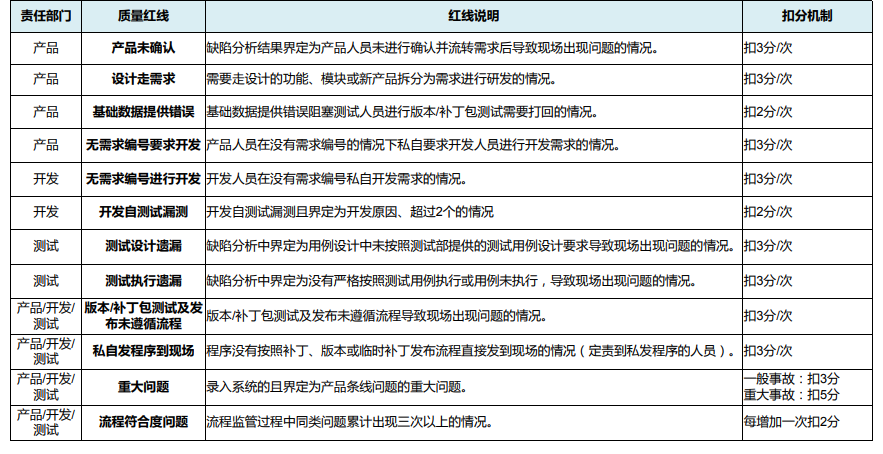 责任部门 质量红线 红线说明 扣分机制
产品 产品未确认 缺陷分析结果界定为产品人员未进行确认并流转需求后导致现场出现问题的情况。 扣3分/次
产品 设计走需求 需要走设计的功能、模块或新产品拆分为需求进行研发的情况。 扣3分/次
产品 基础数据提供错误 基础数据提供错误阻塞测试人员进行版本/补丁包测试需要打回的情况。 扣2分/次
产品 无需求编号要求开发 产品人员在没有需求编号的情况下私自要求开发人员进行开发需求的情况。 扣3分/次
开发 无需求编号进行开发 开发人员在没有需求编号私自开发需求的情况。 扣3分/次
开发 开发自测试漏测 开发自测试漏测且界定为开发原因、超过2个的情况 扣2分/次
测试 测试设计遗漏 缺陷分析中界定为用例设计中未按照测试部提供的测试用例设计要求导致现场出现问题的情况。 扣3分/次
测试 测试执行遗漏 缺陷分析中界定为没有严格按照测试用例执行或用例未执行，导致现场出现问题的情况。 扣3分/次
产品/开发/
测试 版本/补丁包测试及发
布未遵循流程 版本/补丁包测试及发布未遵循流程导致现场出现问题的情况。 扣3分/次
产品/开发/
测试 私自发程序到现场 程序没有按照补丁、版本或临时补丁发布流程直接发到现场的情况（定责到私发程序的人员）。 扣3分/次
产品/开发/
测试 重大问题 录入系统的且界定为产品条线问题的重大问题。 一般事故：扣3分
重大事故：扣5分
产品/开发/
测试 流程符合度问题 流程监管过程中同类问题累计出现三次以上的情况。 每增加一次扣2分